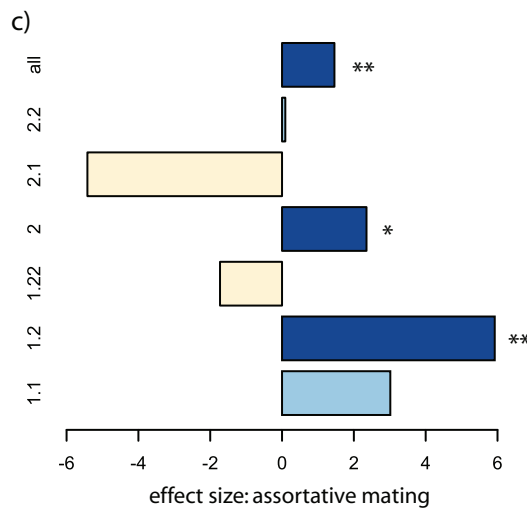 c)
all
**
2.2
2.1
2
*
1.22
1.2
**
1.1
-6 -4 -2 0 2 4 6
effect size: assortative mating